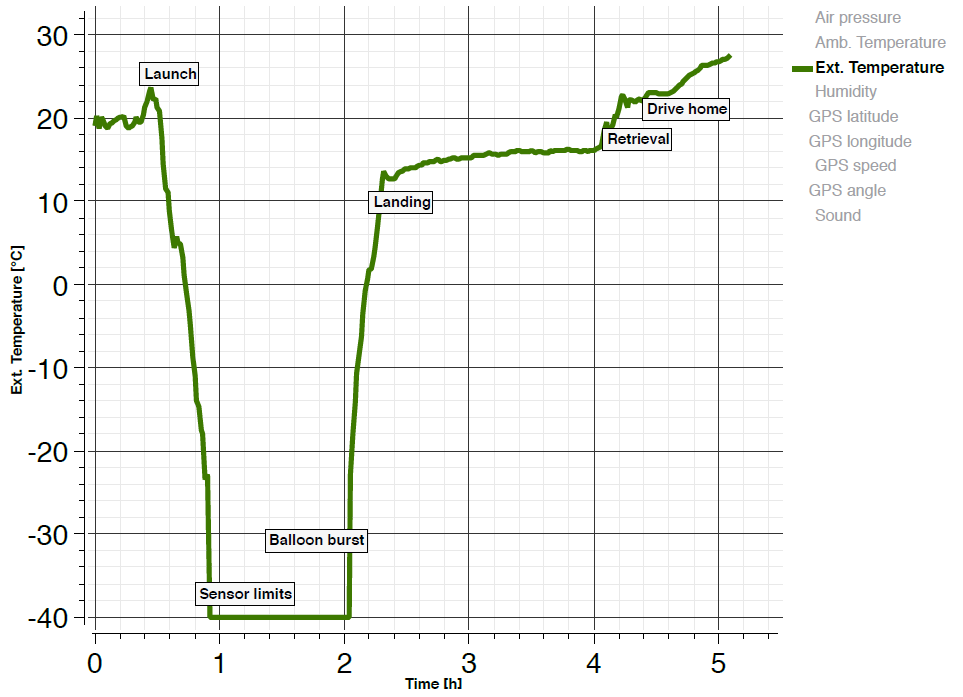 Air pressure
Amb. Temperature
Ext. Temperature
Humidity
GPS latitude
GPS longitude
GPS speed
GPS angle
Sound
Ext. Temperature [°C]
30
20
10
0
-10
-20
-30
-40
Launch
Drive home
Retrieval
Landing
Balloon burst
Sensor limits
0 1 2 3 4 5
Time [h]